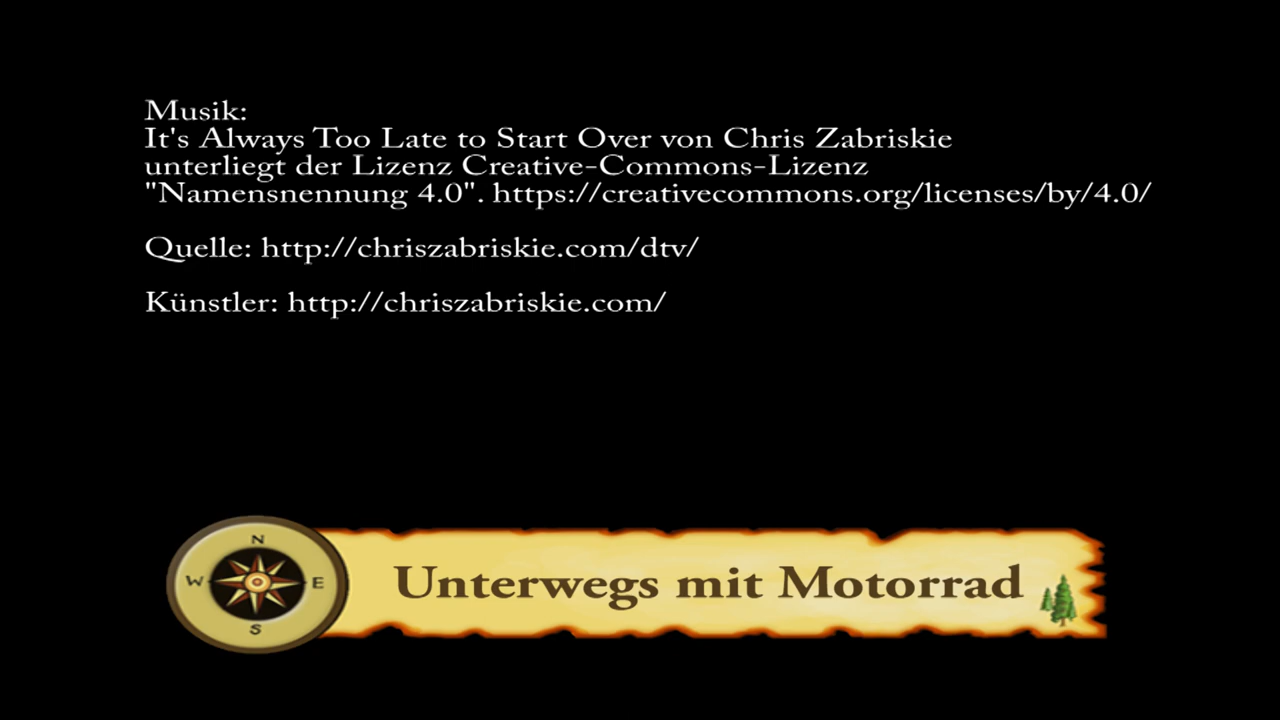 Musik:
It's Always Too Late to Start Over von Chris Zabriskie
unterliegt der Lizenz Creative-Commons-Lizenz
"Namensnennung 4.0". https://creativecommons.org/licenses/by/4.0/
Quelle: http://chriszabriskie.com/dtv/
Künstler: http://chriszabriskie.com/
N
W E
S
Unterwegs mit Motorrad